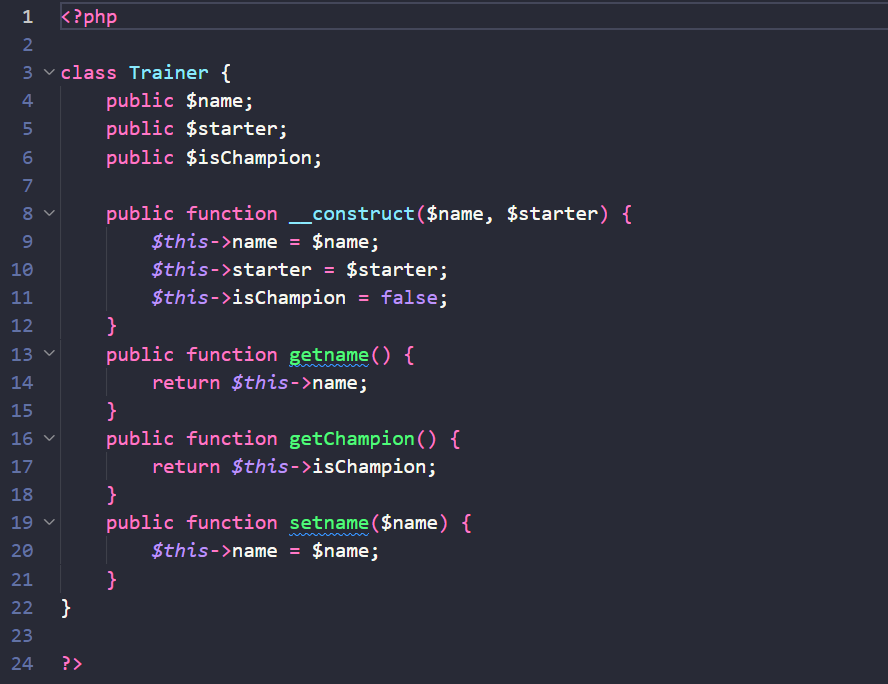 1 <?php
2
3 class Trainer {
4     public $name;
5     public $starter;
6     public $isChampion;
7
8     public function __construct($name, $starter) {
9         $this->name = $name;
10         $this->starter = $starter;
11         $this->isChampion = false;
12     }
13     public function getname() {
14         return $this->name;
15     }
16     public function getChampion() {
17         return $this->isChampion;
18     }
19     public function setname($name) {
20         $this->name = $name;
21     }
22 }
23
24 ?>